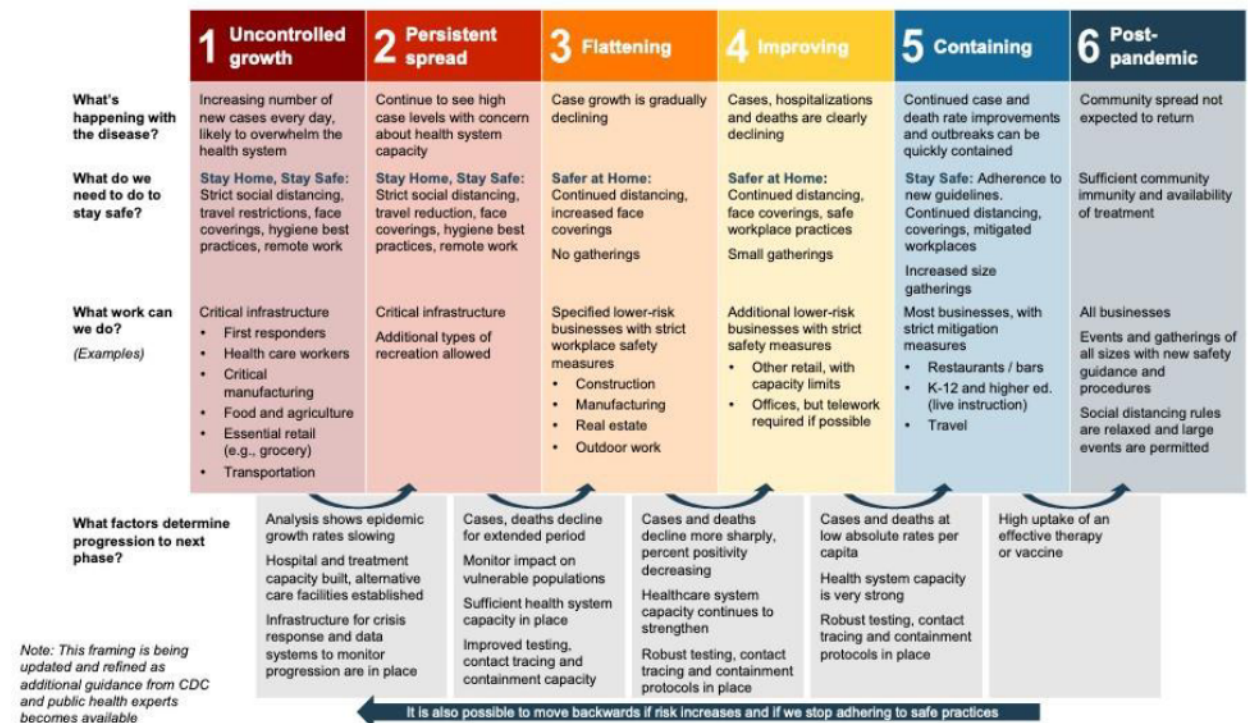 1 Uncontrolled
growth
2 Persistent
spread
3 Flattening
4 Improving
5 Containing
6 Post-
pandemic
What's
happening with
the disease?
Increasing number of
new cases every day,
likely to overwhelm the
health system
Continue to see high
case levels with concern
about health system
capacity
Case growth is gradually
declining
Cases, hospitalizations
and deaths are clearly
declining
Continued case and
death rate improvements
and outbreaks can be
quickly contained
Community spread not
expected to return
What do we
need to do to
stay safe?
Stay Home, Stay Safe:
Strict social distancing,
travel restrictions, face
coverings, hygiene best
practices, remote work
Stay Home, Stay Safe:
Strict social distancing,
travel reduction, face
coverings, hygiene best
practices, remote work
Safer at Home:
Continued distancing,
increased face
coverings
No gatherings
Safer at Home:
Continued distancing,
face coverings, safe
workplace practices
Small gatherings
Stay Safe: Adherence to
new guidelines.
Continued distancing,
coverings, mitigated
workplaces
Increased size
gatherings
Sufficient community
immunity and availability
of treatment
What work can
we do?
(Examples)
Critical infrastructure
• First responders
• Health care workers
• Critical
manufacturing
• Food and agriculture
• Essential retail
(e.g., grocery)
• Transportation
Critical infrastructure
Additional types of
recreation allowed
Specified lower-risk
businesses with strict
workplace safety
measures
• Construction
• Manufacturing
• Real estate
• Outdoor work
Additional lower-risk
businesses with strict
safety measures
• Other retail, with
capacity limits
• Offices, but telework
required if possible
Most businesses, with
strict mitigation
measures
• Restaurants / bars
• K-12 and higher ed.
(live instruction)
• Travel
All businesses
Events and gatherings of
all sizes with new safety
guidance and
procedures
Social distancing rules
are relaxed and large
events are permitted
What factors determine
progression to next
phase?
Analysis shows epidemic
growth rates slowing
Hospital and treatment
capacity built, alternative
care facilities established
Infrastructure for crisis
response and data
systems to monitor
progression are in place
Cases, deaths decline
for extended period
Monitor impact on
vulnerable populations
Sufficient health system
capacity in place
Improved testing,
contact tracing and
containment capacity
Cases and deaths
decline more sharply,
percent positivity
decreasing
Healthcare system
capacity continues to
strengthen
Robust testing, contact
tracing and containment
protocols in place
Cases and deaths at
low absolute rates per
capita
Health system capacity
is very strong
Robust testing, contact
tracing and containment
protocols in place
High uptake of an
effective therapy
or vaccine
Note: This framing is being
updated and refined as
additional guidance from CDC
and public health experts
becomes available
It is also possible to move backwards if risk increases and if we stop adhering to safe practices